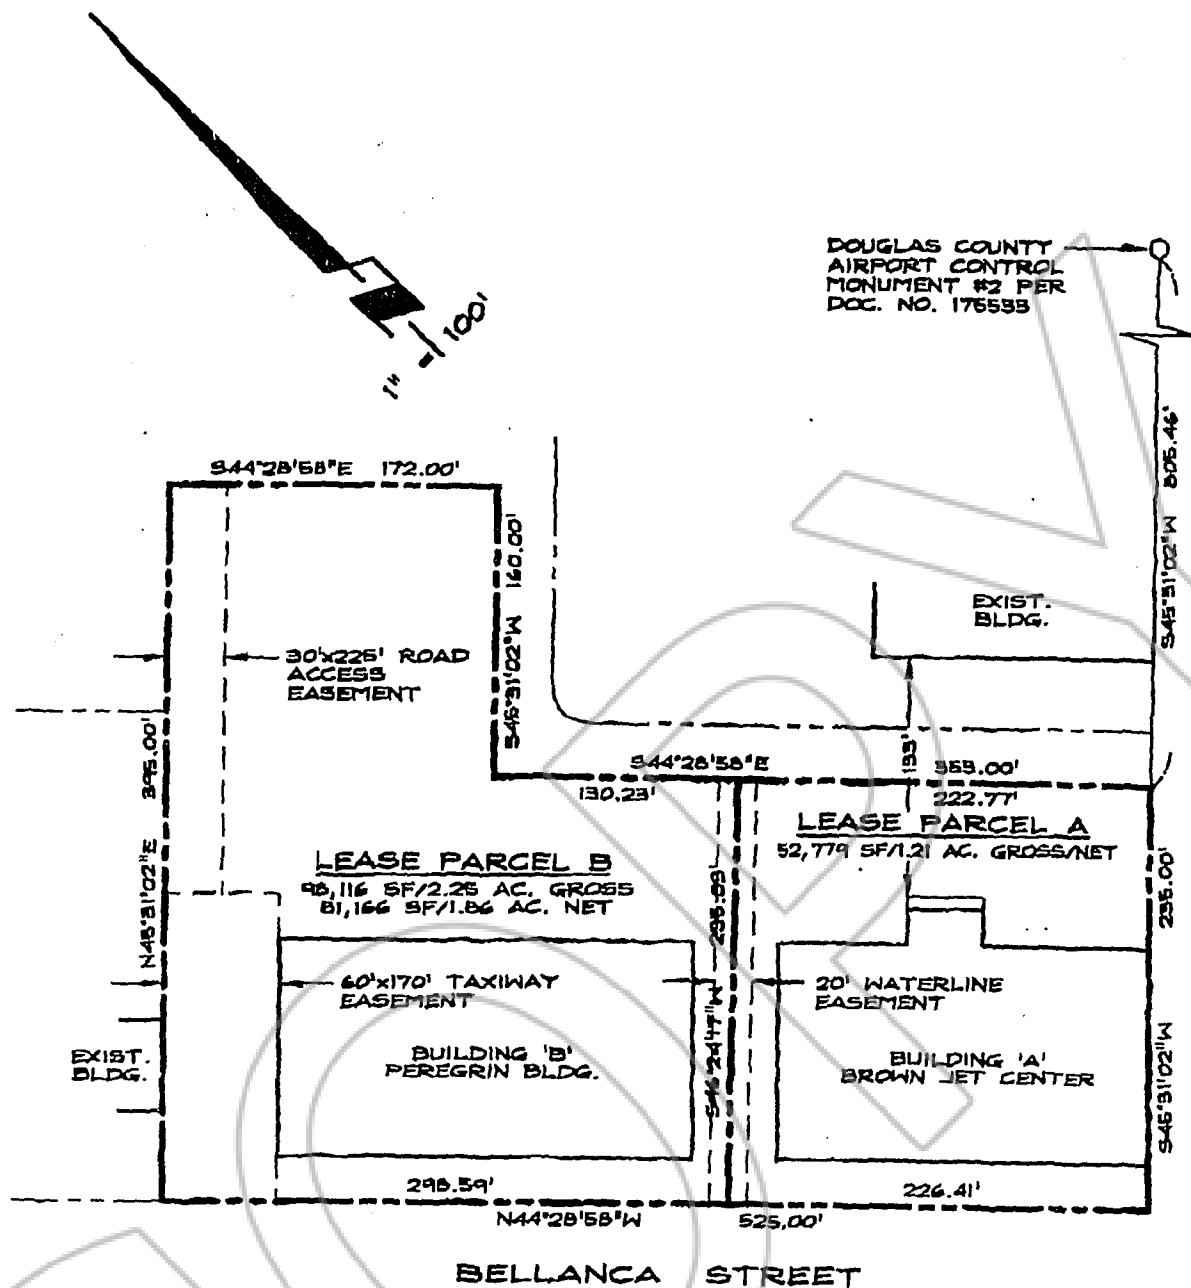 1" = 100'
DOUGLAS COUNTY
AIRPORT CONTROL
MONUMENT #2 PER
DOC. NO. 175533
S45°31'02"W 805.46'
S44°28'58"E 172.00'
S45°31'02"W 160.00'
EXIST.
BLDG.
30'x225' ROAD
ACCESS
EASEMENT
N45°31'02"E 395.00'
S44°28'58"E 353.00'
130.23'
222.77'
LEASE PARCEL A
52,779 SF/1.21 AC. GROSS/NET
LEASE PARCEL B
98,116 SF/2.25 AC. GROSS
81,166 SF/1.86 AC. NET
S45°31'02"W 235.00'
60'x170' TAXIWAY
EASEMENT
20' WATERLINE
EASEMENT
EXIST.
BLDG.
BUILDING 'B'
PEREGRIN BLDG.
BUILDING 'A'
BROWN JET CENTER
298.59'
226.41'
N44°28'58"W 525.00'
BELLANCA STREET
COPY